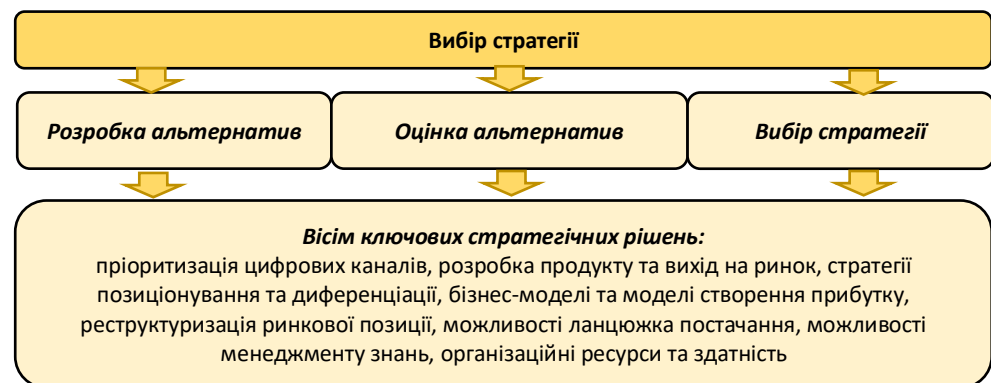 Вибір стратегії
Розробка альтернатив
Оцінка альтернатив
Вибір стратегії
Вісім ключових стратегічних рішень:
пріоритизація цифрових каналів, розробка продукту та вихід на ринок, стратегії
позиціонування та диференціації, бізнес-моделі та моделі створення прибутку,
реструктуризація ринкової позиції, можливості ланцюжка постачання, можливості
менеджменту знань, організаційні ресурси та здатність